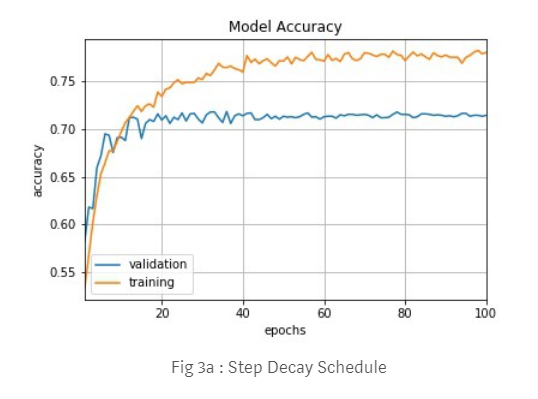 Model Accuracy
0.75
0.70
0.65
0.60
0.55
accuracy
validation
training
20
40
60
80
100
epochs
Fig 3a : Step Decay Schedule